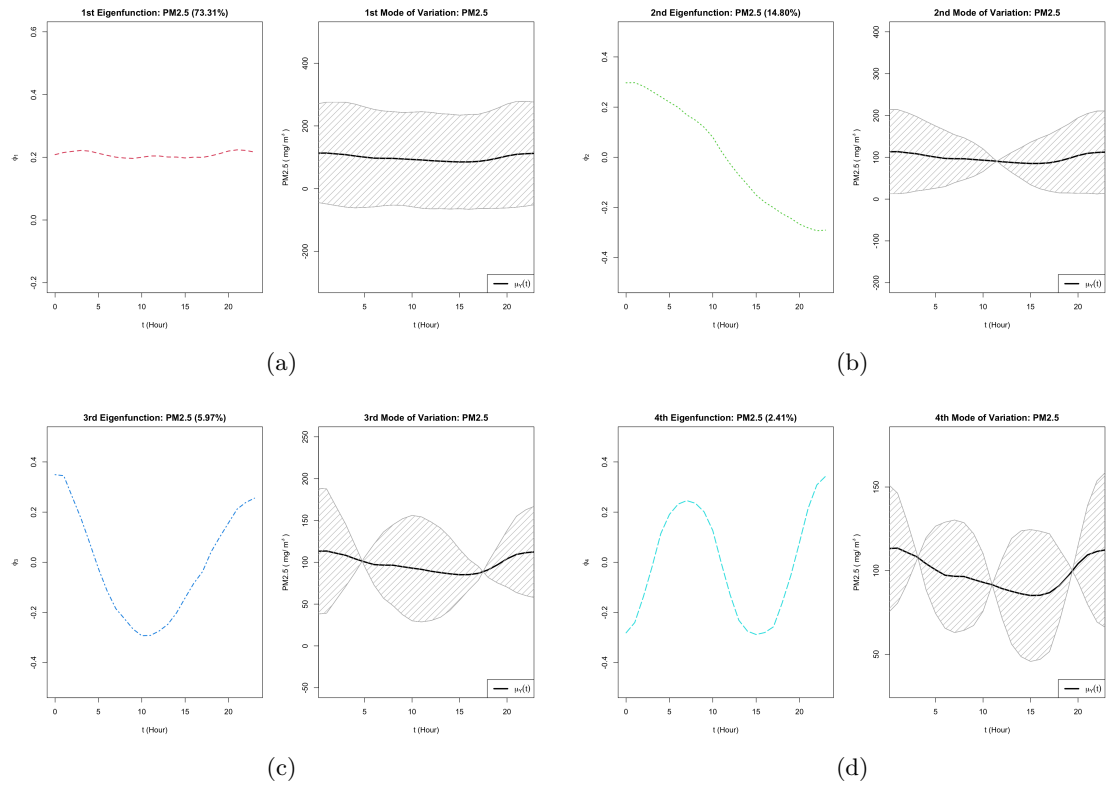 1st Eigenfunction: PM2.5 (73.31%)
ϕ₁
0.6
0.4
0.2
0.0
-0.2
0 5 10 15 20
t (Hour)
1st Mode of Variation: PM2.5
PM2.5 ( mg/ m³ )
400
200
0
-200
5 10 15 20
t (Hour)
μY(t)
(a)
2nd Eigenfunction: PM2.5 (14.80%)
ϕ₂
0.4
0.2
0.0
-0.2
-0.4
0 5 10 15 20
t (Hour)
2nd Mode of Variation: PM2.5
PM2.5 ( mg/ m³ )
400
300
200
100
0
-100
-200
5 10 15 20
t (Hour)
μY(t)
(b)
3rd Eigenfunction: PM2.5 (5.97%)
ϕ₃
0.4
0.2
0.0
-0.2
-0.4
0 5 10 15 20
t (Hour)
3rd Mode of Variation: PM2.5
PM2.5 ( mg/ m³ )
250
200
150
100
50
0
-50
5 10 15 20
t (Hour)
μY(t)
(c)
4th Eigenfunction: PM2.5 (2.41%)
ϕ₄
0.4
0.2
0.0
-0.2
-0.4
0 5 10 15 20
t (Hour)
4th Mode of Variation: PM2.5
PM2.5 ( mg/ m³ )
150
100
50
5 10 15 20
t (Hour)
μY(t)
(d)